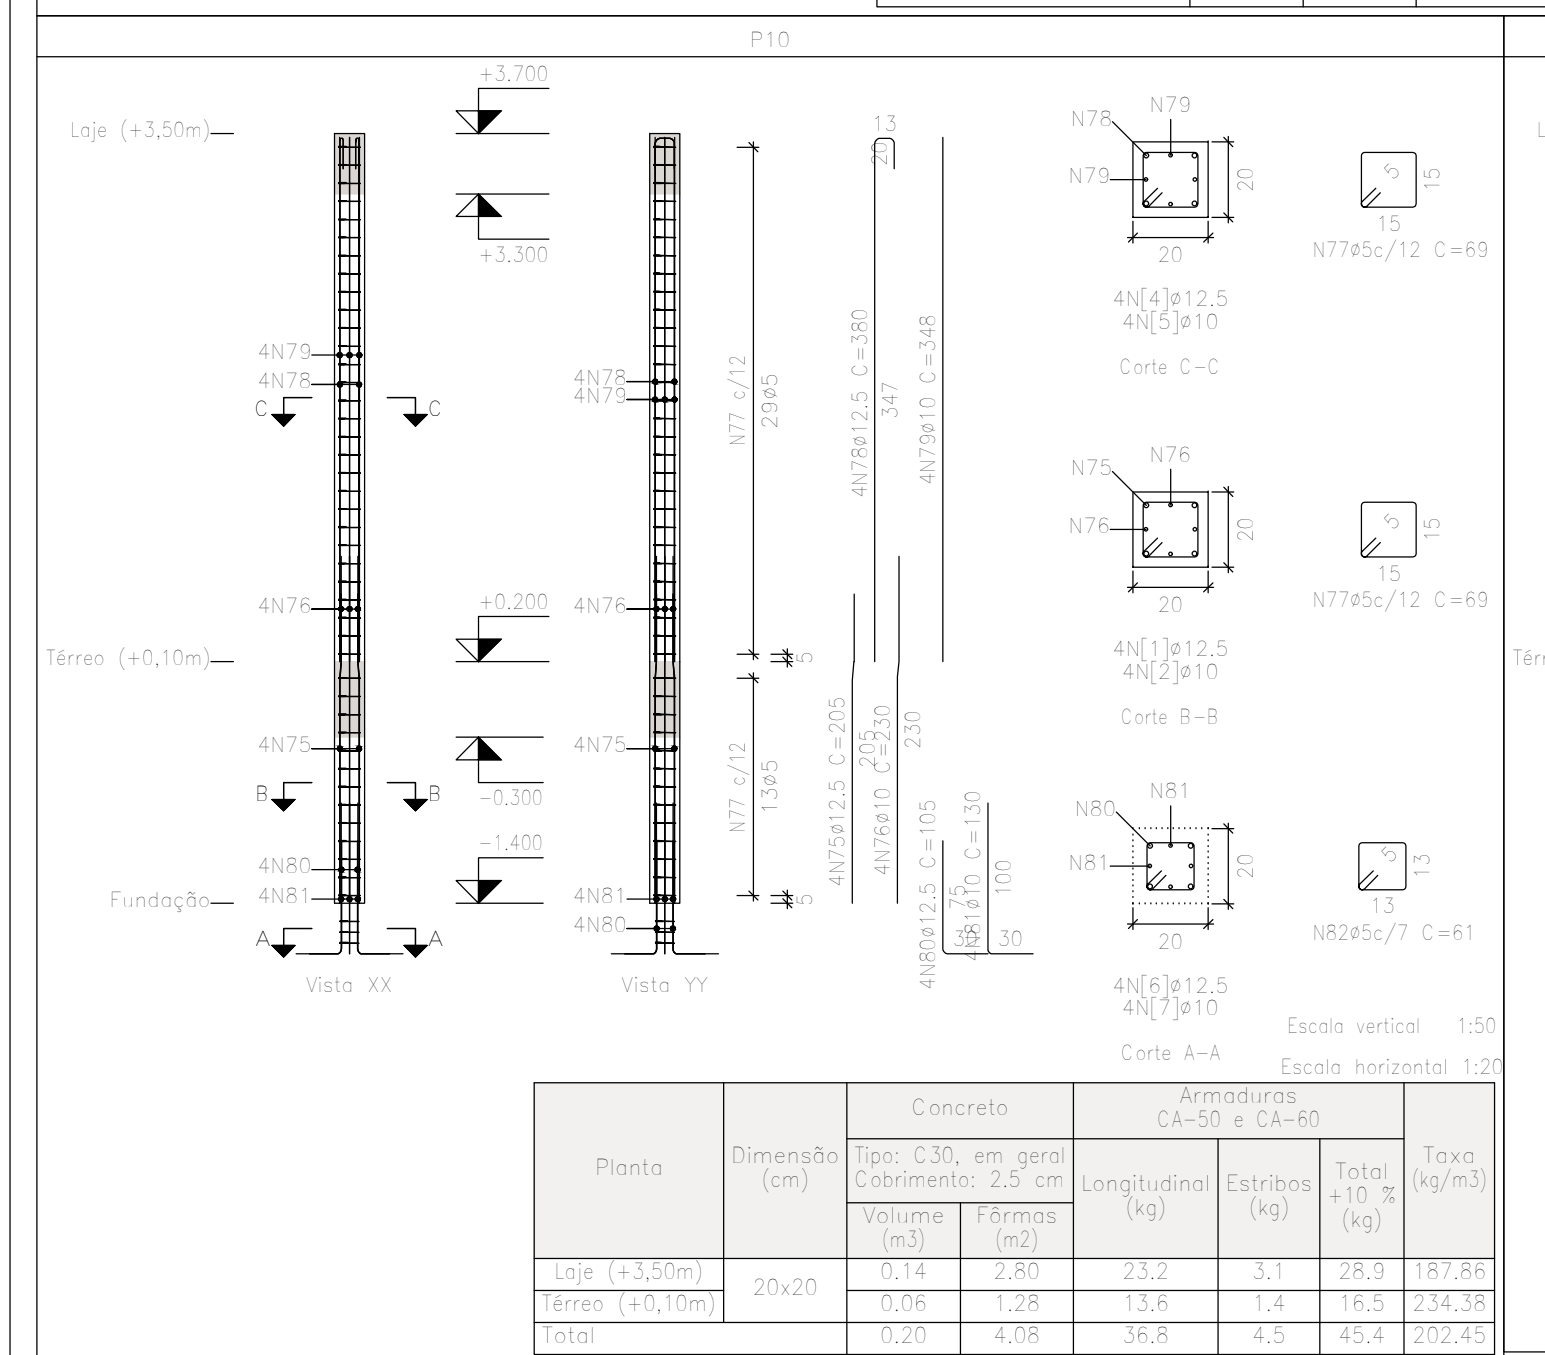 P10
Laje (+3,50m)
+3.700
+3.300
4N79
4N78
C
C
4N76
+0.200
Térreo (+0,10m)
4N75
B
B
-0.300
-1.400
4N80
4N81
Fundação
A
A
Vista XX
4N78
4N79
4N76
4N75
4N81
4N80
Vista YY
N77 c/12
29ø5
5
N77 c/12
13ø5
5
13
20
4N78ø12.5 C=380
347
4N79ø10 C=348
4N75ø12.5 C=205
205
4N76ø10 C=230
230
4N80ø12.5 C=105
75
30
4N81ø10 C=130
100
30
N79
N78
N79
20
20
4N[4]ø12.5
4N[5]ø10
Corte C-C
5
15
15
N77ø5c/12 C=69
N76
N75
N76
20
20
4N[1]ø12.5
4N[2]ø10
Corte B-B
5
15
15
N77ø5c/12 C=69
N81
N80
N81
20
20
4N[6]ø12.5
4N[7]ø10
Corte A-A
5
13
13
N82ø5c/7 C=61
Escala vertical 1:50
Escala horizontal 1:20
Planta
Dimensão
(cm)
Concreto
Tipo: C30, em geral
Cobrimento: 2.5 cm
Volume
(m3)
Fôrmas
(m2)
Armaduras
CA-50 e CA-60
Longitudinal
(kg)
Estribos
(kg)
Total
+10 %
(kg)
Taxa
(kg/m3)
Laje (+3,50m) 20x20 0.14 2.80 23.2 3.1 28.9 187.86
Térreo (+0,10m) 0.06 1.28 13.6 1.4 16.5 234.38
Total 0.20 4.08 36.8 4.5 45.4 202.45
L
Térr